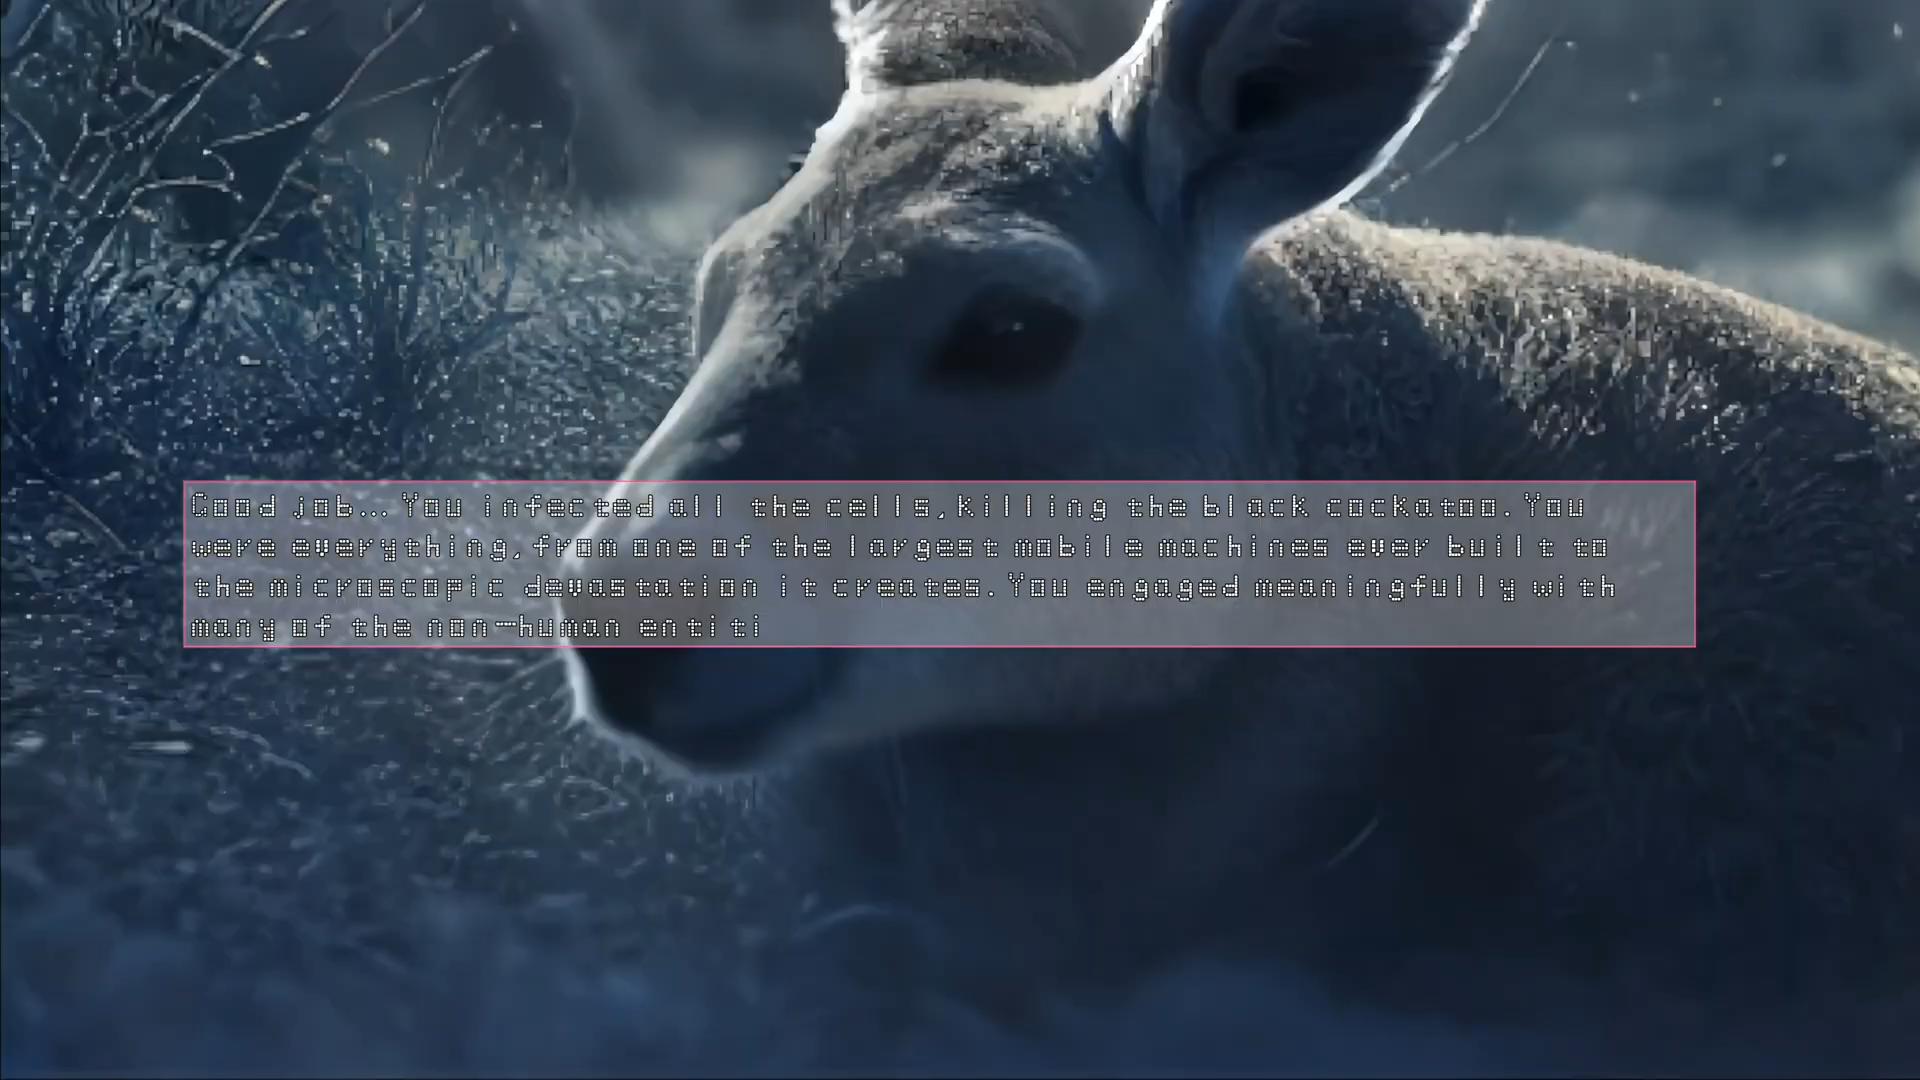 Good job... You infected all the cells, killing the black cockatoo. You
were everything, from one of the largest mobile machines ever built to
the microscopic devastation it creates. You engaged meaningfully with
many of the non-human entiti